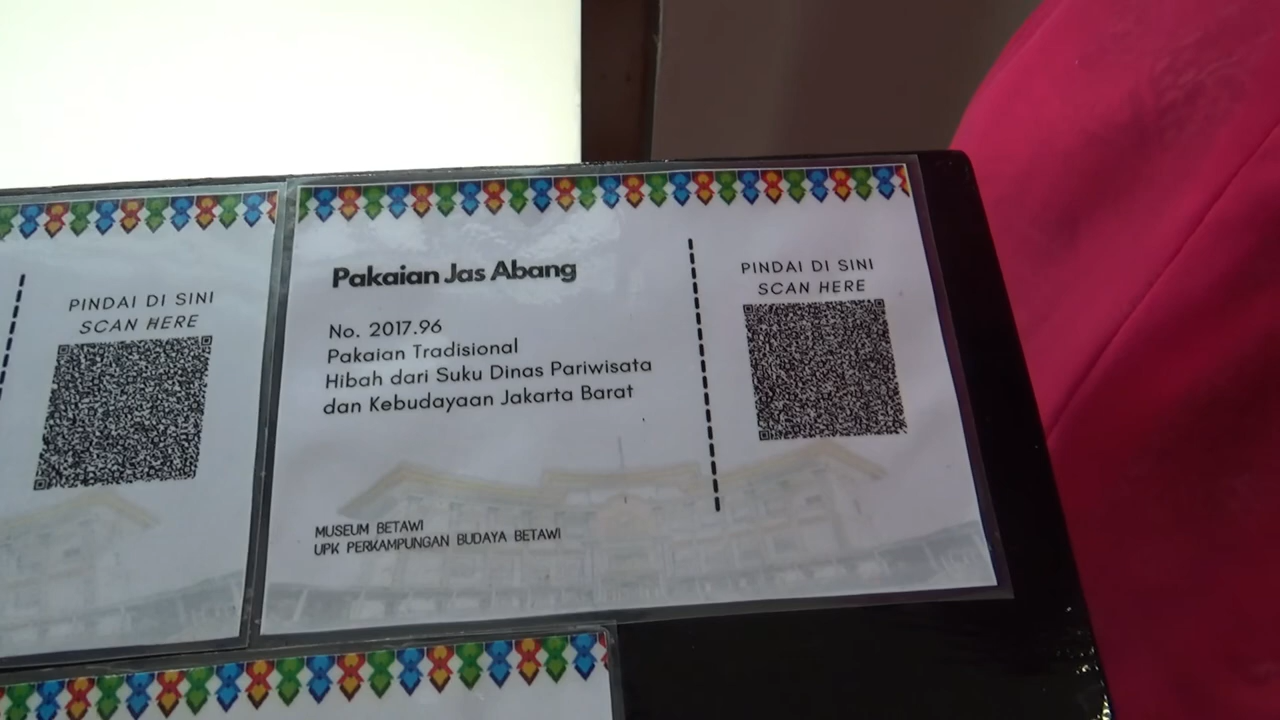 PINDAI DI SINI
SCAN HERE
Pakaian Jas Abang
No. 2017.96
Pakaian Tradisional
Hibah dari Suku Dinas Pariwisata
dan Kebudayaan Jakarta Barat
MUSEUM BETAWI
UPK PERKAMPUNGAN BUDAYA BETAWI
PINDAI DI SINI
SCAN HERE